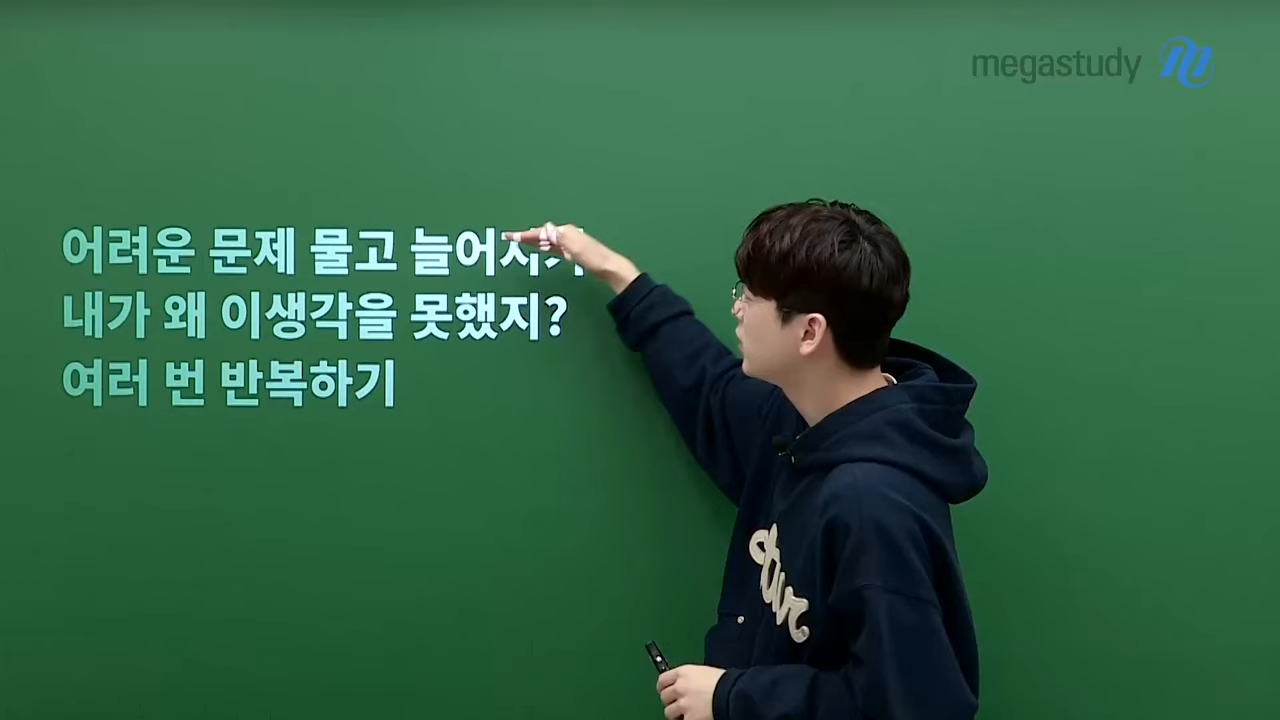 megastudy
어려운 문제 물고
내가 왜 이생각을 못했지?
여러 번 반복하기